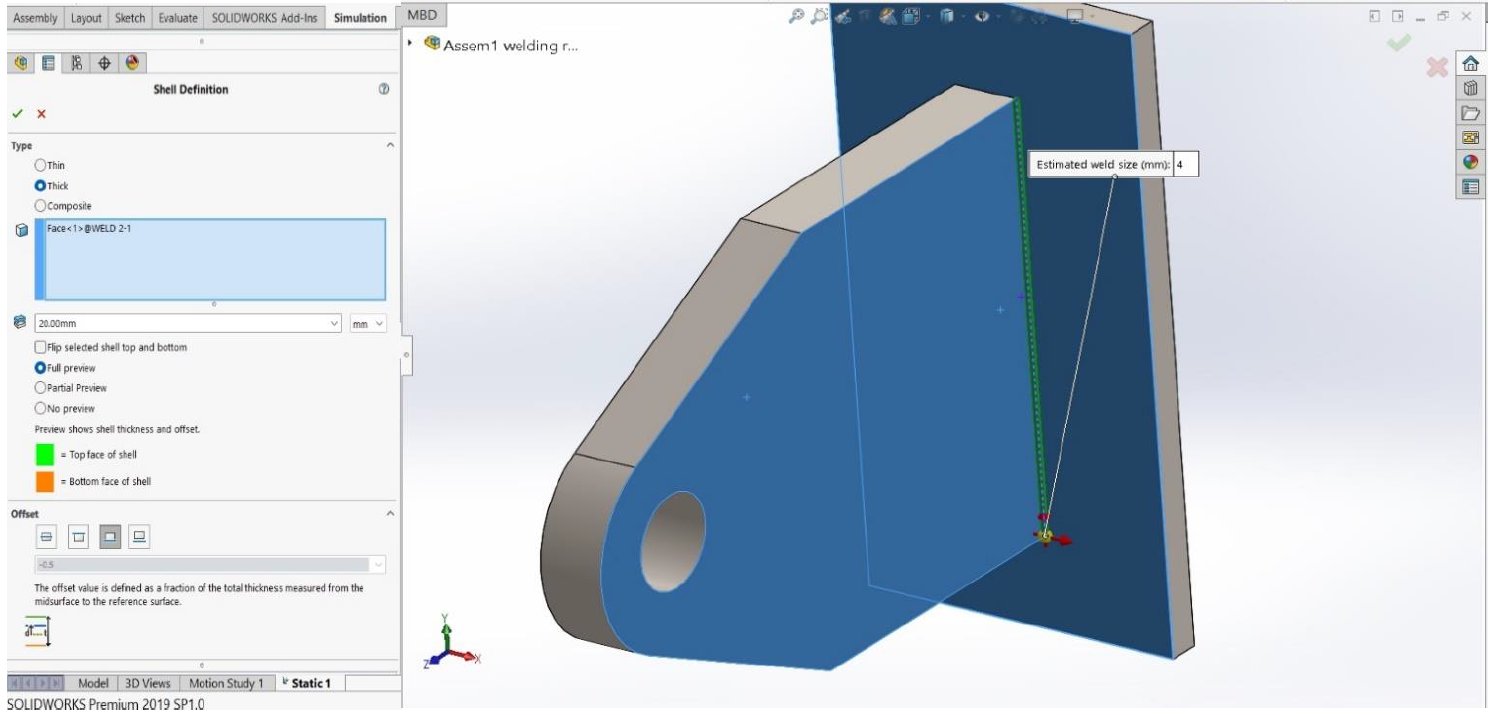 Assembly Layout Sketch Evaluate SOLIDWORKS Add-Ins Simulation MBD
Assem1 welding r...
Shell Definition
Type
Thin
Thick
Composite
Face<1>@WELD 2-1
20.00mm mm
Flip selected shell top and bottom
Full preview
Partial Preview
No preview
Preview shows shell thickness and offset.
= Top face of shell
= Bottom face of shell
Offset
-0.5
The offset value is defined as a fraction of the total thickness measured from the
midsurface to the reference surface.
Estimated weld size (mm): 4
Y
Z X
Model 3D Views Motion Study 1 Static 1
SOLIDWORKS Premium 2019 SP1.0